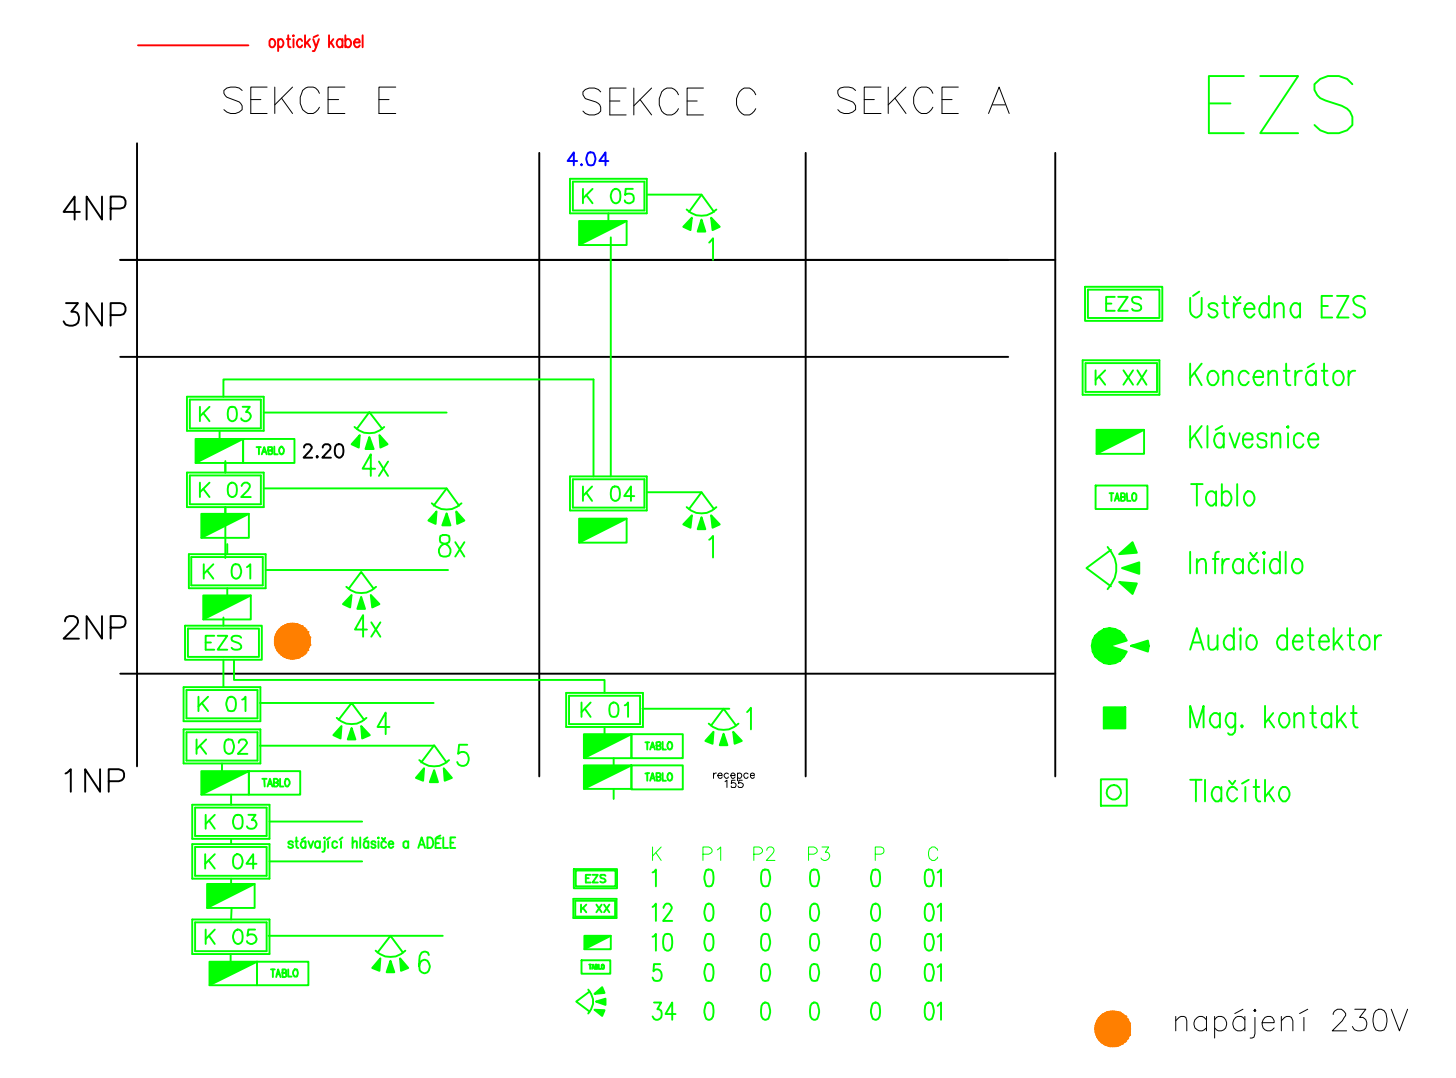 optický kabel
SEKCE E
SEKCE C
SEKCE A
EZS
4.04
4NP
K 05
1
3NP
EZS
Ústředna EZS
K XX
Koncentrátor
K 03
TABLO
2.20
4x
Klávesnice
K 02
8x
K 04
1
TABLO
Tablo
K 01
4x
Infračidlo
2NP
EZS
Audio detektor
K 01
4
K 01
1
Mag. kontakt
K 02
5
TABLO
1NP
TABLO
TABLO
recepce
155
Tlačítko
K 03
stávající hlásiče a ADÉLE
K 04
K 05
6
TABLO
K P1 P2 P3 P C
EZS 1 0 0 0 0 01
K XX 12 0 0 0 0 01
10 0 0 0 0 01
TABLO 5 0 0 0 0 01
34 0 0 0 0 01
napájení 230V